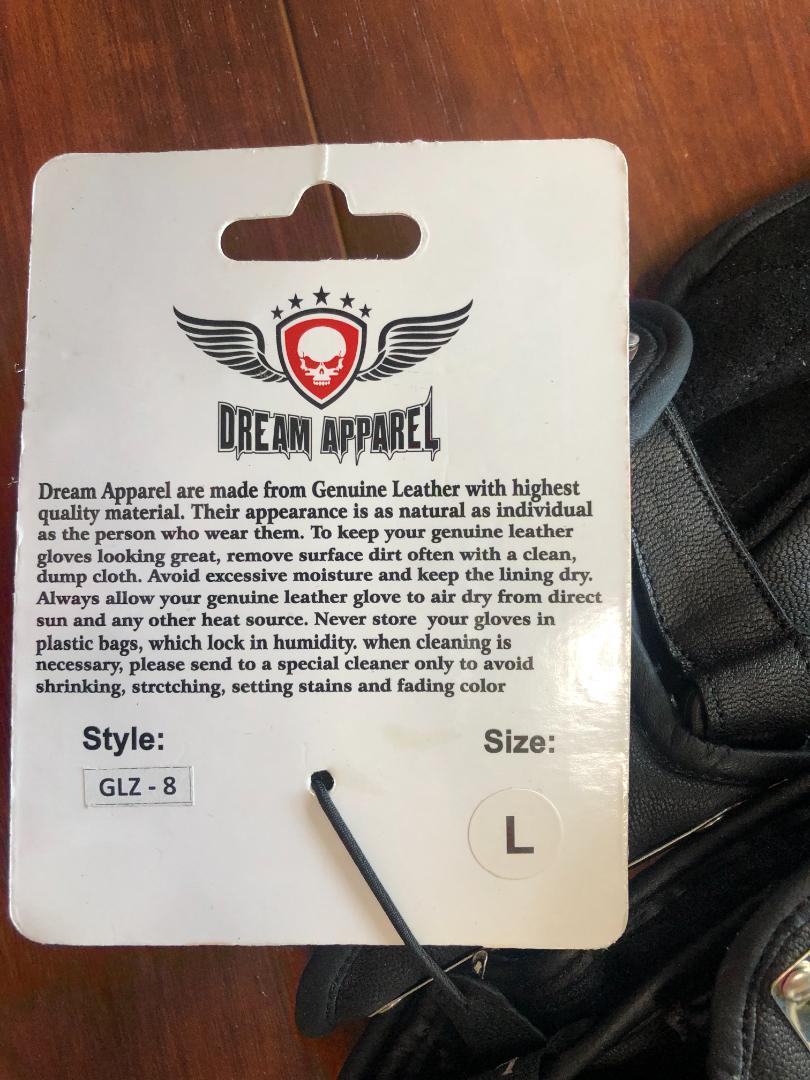 DREAM APPAREL
Dream Apparel are made from Genuine Leather with highest
quality material. Their appearance is as natural as individual
as the person who wear them. To keep your genuine leather
gloves looking great, remove surface dirt often with a clean,
dump cloth. Avoid excessive moisture and keep the lining dry.
Always allow your genuine leather glove to air dry from direct
sun and any other heat source. Never store your gloves in
plastic bags, which lock in humidity. when cleaning is
necessary, please send to a special cleaner only to avoid
shrinking, strctching, setting stains and fading color
Style: Size:
GLZ - 8
L